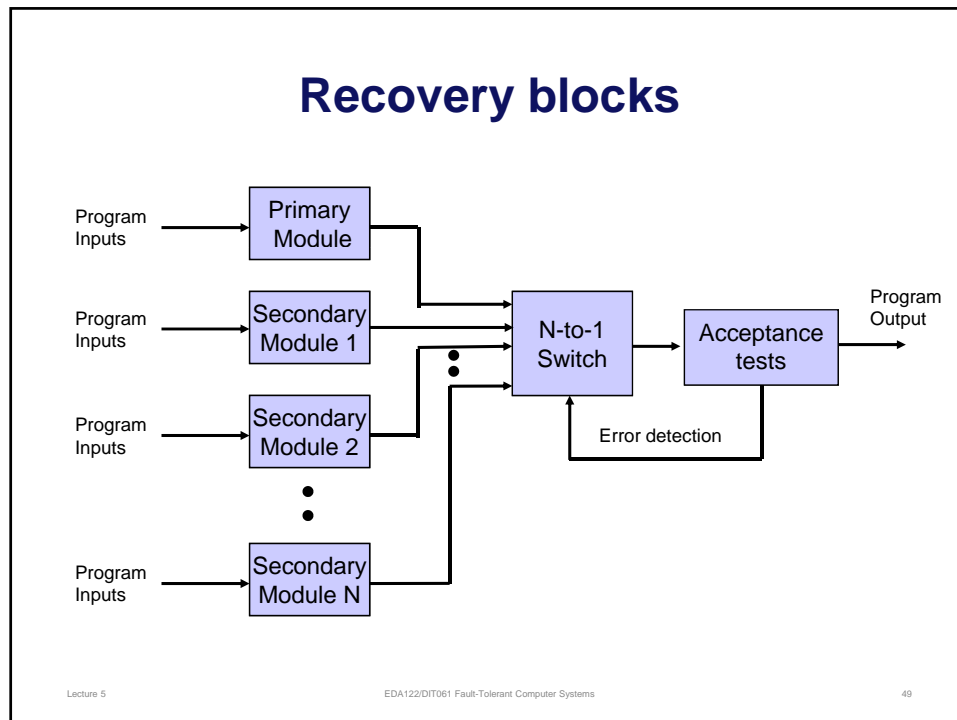 Recovery blocks
Program
Inputs
Primary
Module
Program
Inputs
Secondary
Module 1
Program
Inputs
Secondary
Module 2
Program
Inputs
Secondary
Module N
N-to-1
Switch
Acceptance
tests
Program
Output
Error detection
Lecture 5
EDA122/DIT061 Fault-Tolerant Computer Systems
49